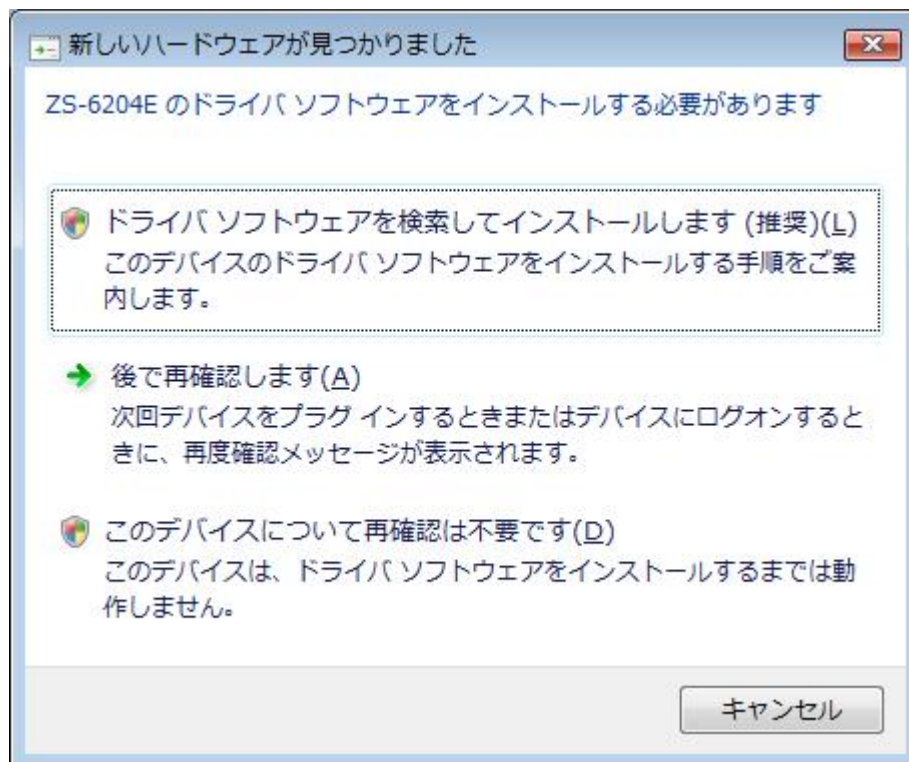 新しいハードウェアが見つかりました
ZS-6204E のドライバ ソフトウェアをインストールする必要があります
ドライバ ソフトウェアを検索してインストールします (推奨)(L)
このデバイスのドライバ ソフトウェアをインストールする手順をご案
内します。
後で再確認します(A)
次回デバイスをプラグ インするときまたはデバイスにログオンすると
きに、再度確認メッセージが表示されます。
このデバイスについて再確認は不要です(D)
このデバイスは、ドライバ ソフトウェアをインストールするまでは動
作しません。
キャンセル